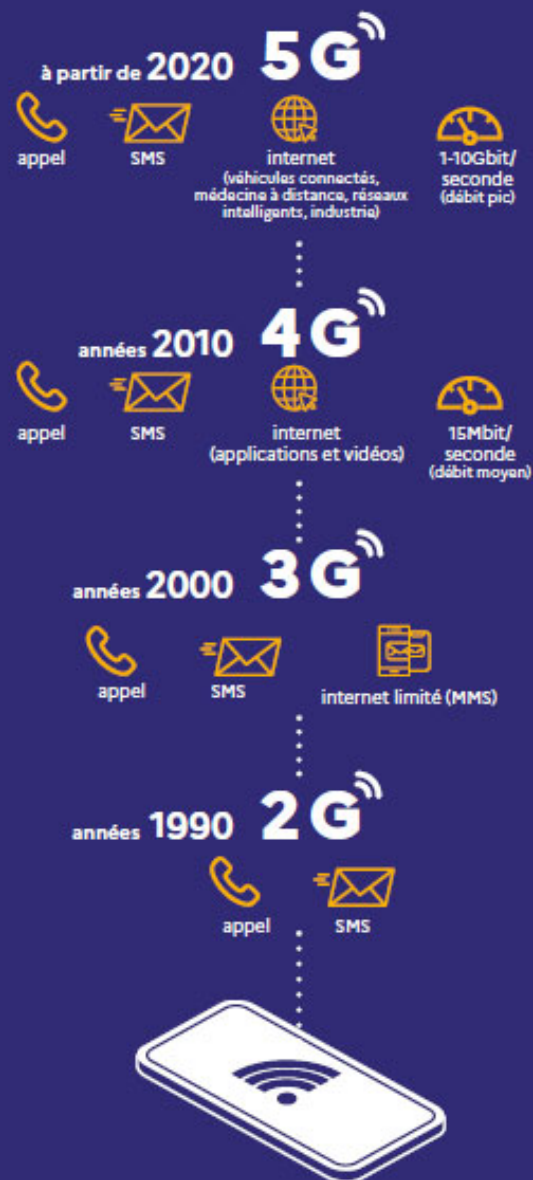 à partir de 2020 5G
appel
SMS
internet
(véhicules connectés,
médecine à distance, réseaux
intelligents, industrie)
1-10Gbit/
seconde
(débit pic)
années 2010 4G
appel
SMS
internet
(applications et vidéos)
15Mbit/
seconde
(débit moyen)
années 2000 3G
appel
SMS
internet limité (MMS)
années 1990 2G
appel
SMS